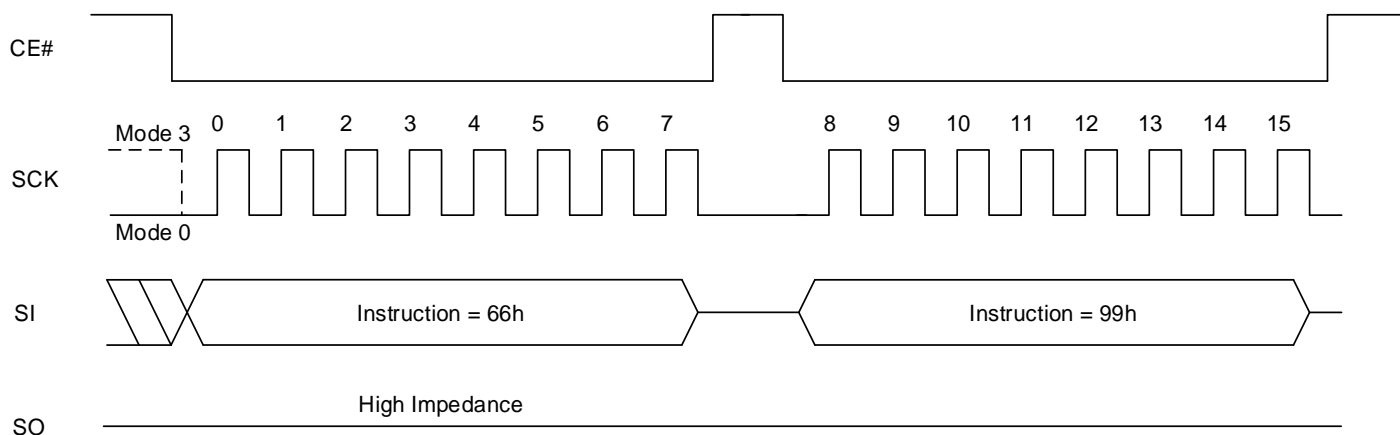 CE#
Mode 3
0 1 2 3 4 5 6 7 8 9 10 11 12 13 14 15
SCK
Mode 0
SI
Instruction = 66h
Instruction = 99h
High Impedance
SO